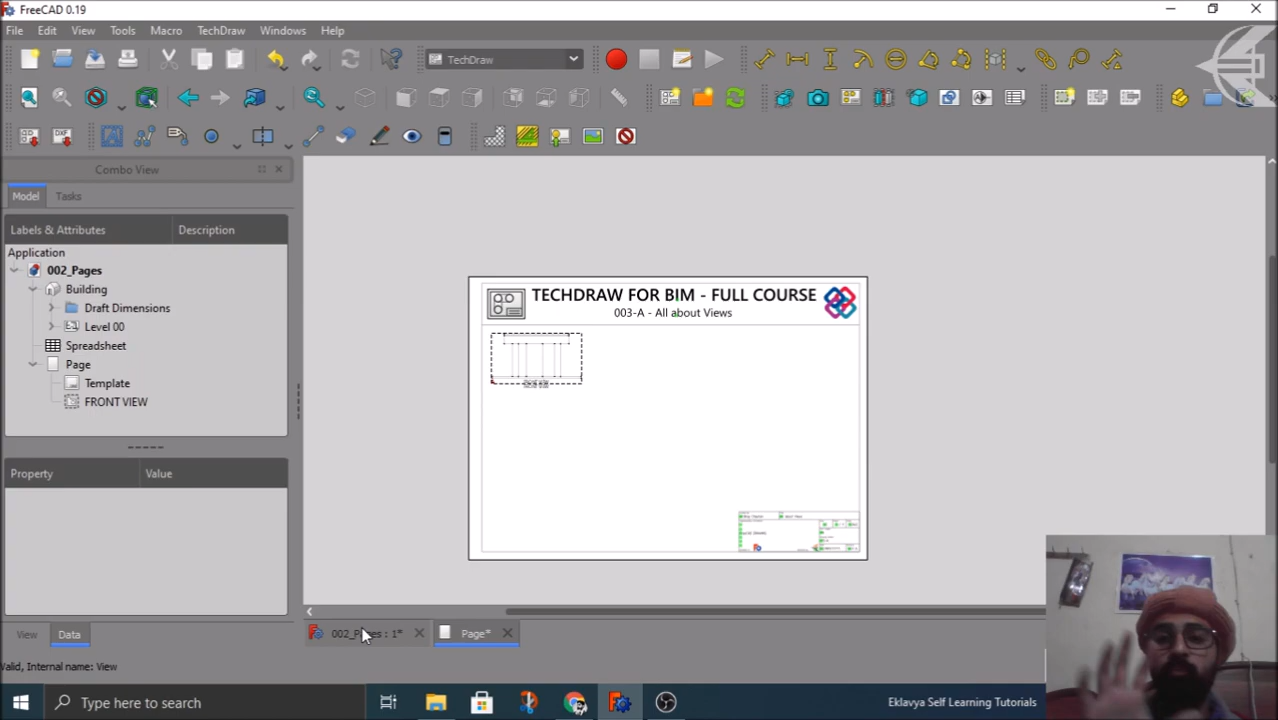 FreeCAD 0.19
File Edit View Tools Macro TechDraw Windows Help
TechDraw
Combo View
Model Tasks
Labels & Attributes Description
Application
002_Pages
Building
Draft Dimensions
Level 00
Spreadsheet
Page
Template
FRONT VIEW
Property Value
View Data
Valid, Internal name: View
TECHDRAW FOR BIM - FULL COURSE
003-A - All about Views
002_Pages : 1*
Page*
Type here to search
Eklavya Self Learning Tutorials